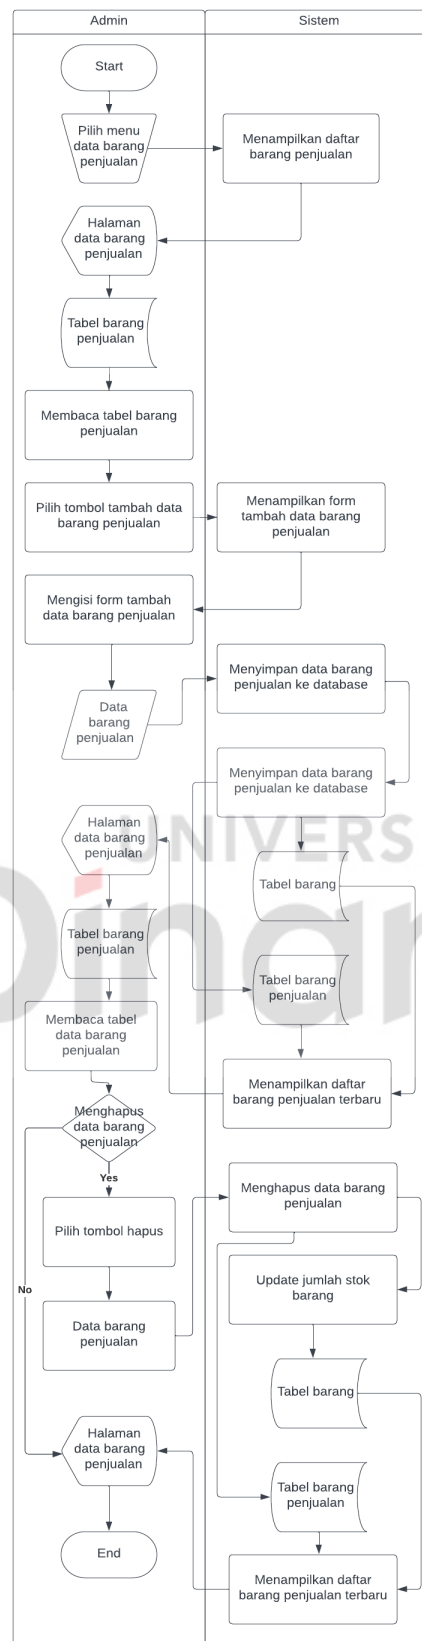 Admin
Sistem
Start
Pilih menu
data barang
penjualan
Menampilkan daftar
barang penjualan
Halaman
data barang
penjualan
Tabel barang
penjualan
Membaca tabel barang
penjualan
Pilih tombol tambah data
barang penjualan
Menampilkan form
tambah data barang
penjualan
Mengisi form tambah
data barang penjualan
Menyimpan data barang
penjualan ke database
Data
barang
penjualan
Menyimpan data barang
penjualan ke database
UNIVERS
Dinar
Halaman
data barang
penjualan
Tabel barang
Tabel barang
penjualan
Tabel barang
penjualan
Membaca tabel
data barang
penjualan
Menampilkan daftar
barang penjualan terbaru
Menghapus
data barang
penjualan
Yes
No
Pilih tombol hapus
Menghapus data barang
penjualan
Update jumlah stok
barang
Data barang
penjualan
Tabel barang
Halaman
data barang
penjualan
Tabel barang
penjualan
End
Menampilkan daftar
barang penjualan terbaru